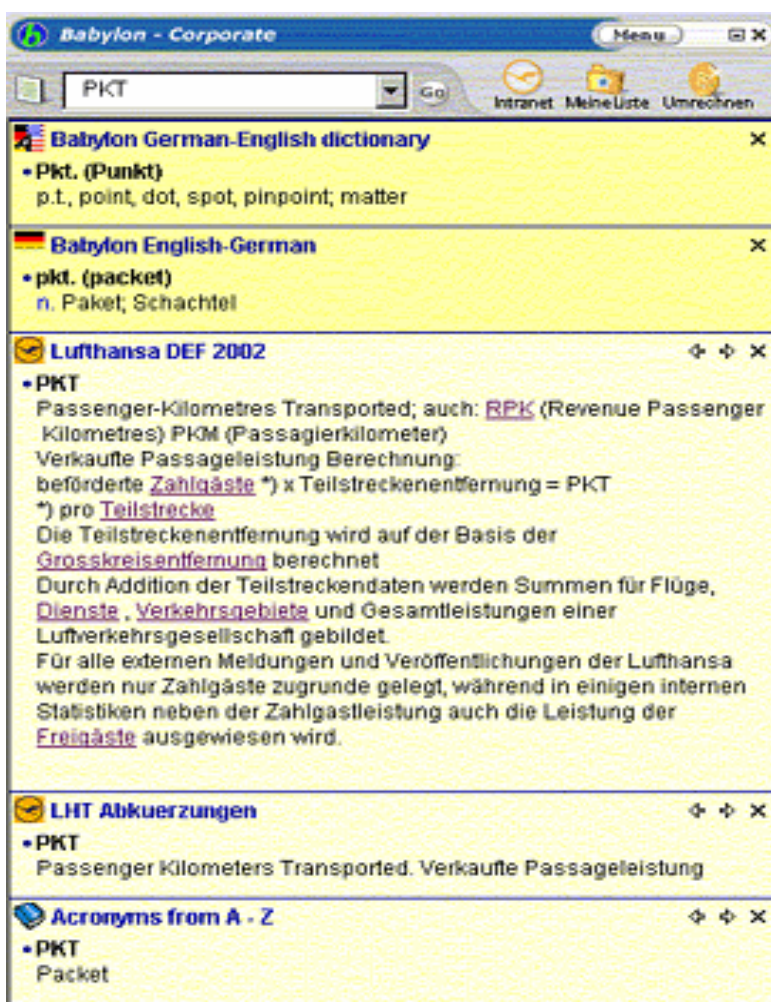 Babylon - Corporate
Menu
PKT
Go
Intranet Meine Liste Umrechnen
Babylon German-English dictionary
Pkt. (Punkt)
p.t., point, dot, spot, pinpoint; matter
Babylon English-German
pkt. (packet)
n. Paket; Schachtel
Lufthansa DEF 2002
PKT
Passenger-Kilometres Transported; auch: RPK (Revenue Passenger
Kilometres) PKM (Passagierkilometer)
Verkaufte Passageleistung Berechnung:
beförderte Zahlgäste *) x Teilstreckenentfernung = PKT
*) pro Teilstrecke
Die Teilstreckenentfernung wird auf der Basis der
Grosskreisentfernung berechnet
Durch Addition der Teilstreckendaten werden Summen für Flüge,
Dienste , Verkehrsgebiete und Gesamtleistungen einer
Luftverkehrsgesellschaft gebildet.
Für alle externen Meldungen und Veröffentlichungen der Lufthansa
werden nur Zahlgäste zugrunde gelegt, während in einigen internen
Statistiken neben der Zahlgastleistung auch die Leistung der
Freigäste ausgewiesen wird.
LHT Abkuerzungen
PKT
Passenger Kilometers Transported. Verkaufte Passageleistung
Acronyms from A - Z
PKT
Packet